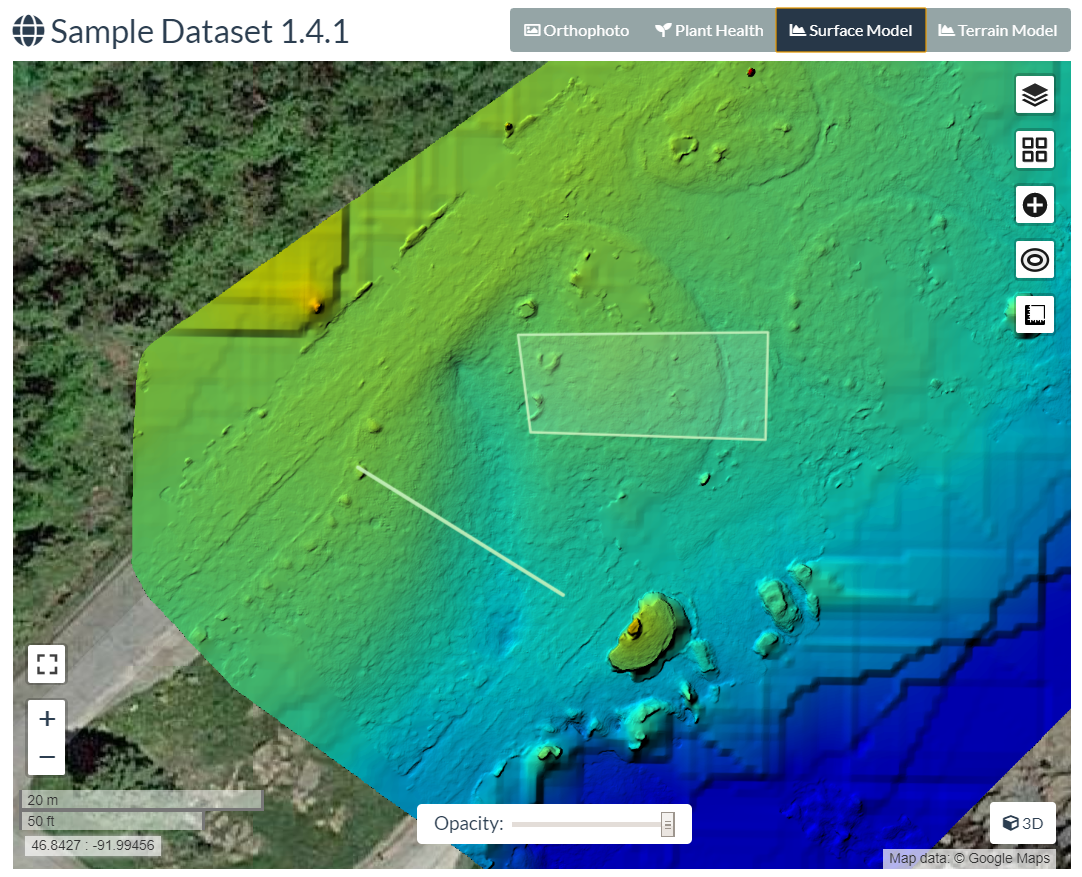 Sample Dataset 1.4.1
Orthophoto
Plant Health
Surface Model
Terrain Model
20 m
50 ft
46.8427 : -91.99456
Opacity:
3D
Map data: © Google Maps